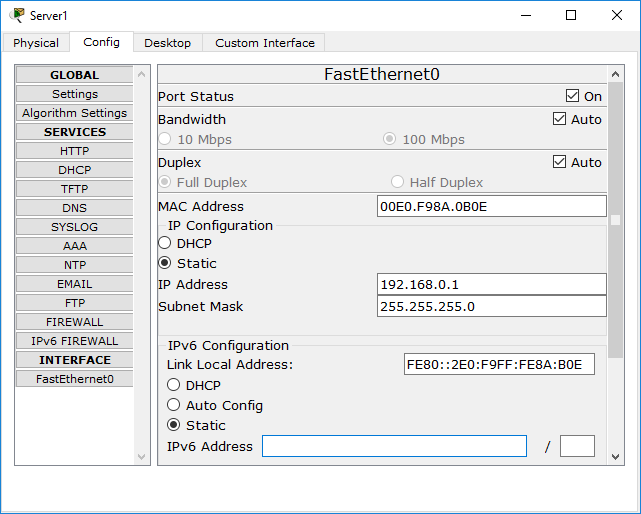 Server1
Physical Config Desktop Custom Interface
GLOBAL
Settings
Algorithm Settings
SERVICES
HTTP
DHCP
TFTP
DNS
SYSLOG
AAA
NTP
EMAIL
FTP
FIREWALL
IPv6 FIREWALL
INTERFACE
FastEthernet0
FastEthernet0
Port Status On
Bandwidth Auto
10 Mbps 100 Mbps
Duplex Auto
Full Duplex Half Duplex
MAC Address 00E0.F98A.0B0E
IP Configuration
DHCP
Static
IP Address 192.168.0.1
Subnet Mask 255.255.255.0
IPv6 Configuration
Link Local Address: FE80::2E0:F9FF:FE8A:B0E
DHCP
Auto Config
Static
IPv6 Address /